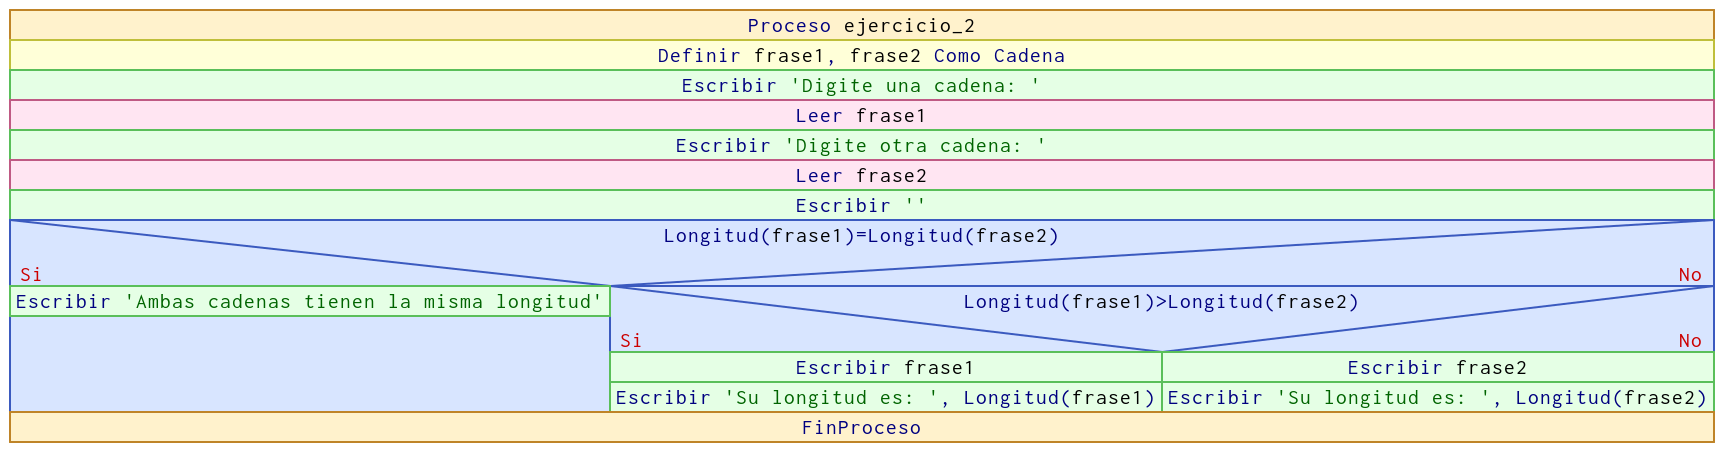 Proceso ejercicio_2
Definir frase1, frase2 Como Cadena
Escribir 'Digite una cadena: '
Leer frase1
Escribir 'Digite otra cadena: '
Leer frase2
Escribir ''
Longitud(frase1)=Longitud(frase2)
Si
No
Escribir 'Ambas cadenas tienen la misma longitud'
Longitud(frase1)>Longitud(frase2)
Si
No
Escribir frase1
Escribir frase2
Escribir 'Su longitud es: ', Longitud(frase1)
Escribir 'Su longitud es: ', Longitud(frase2)
FinProceso